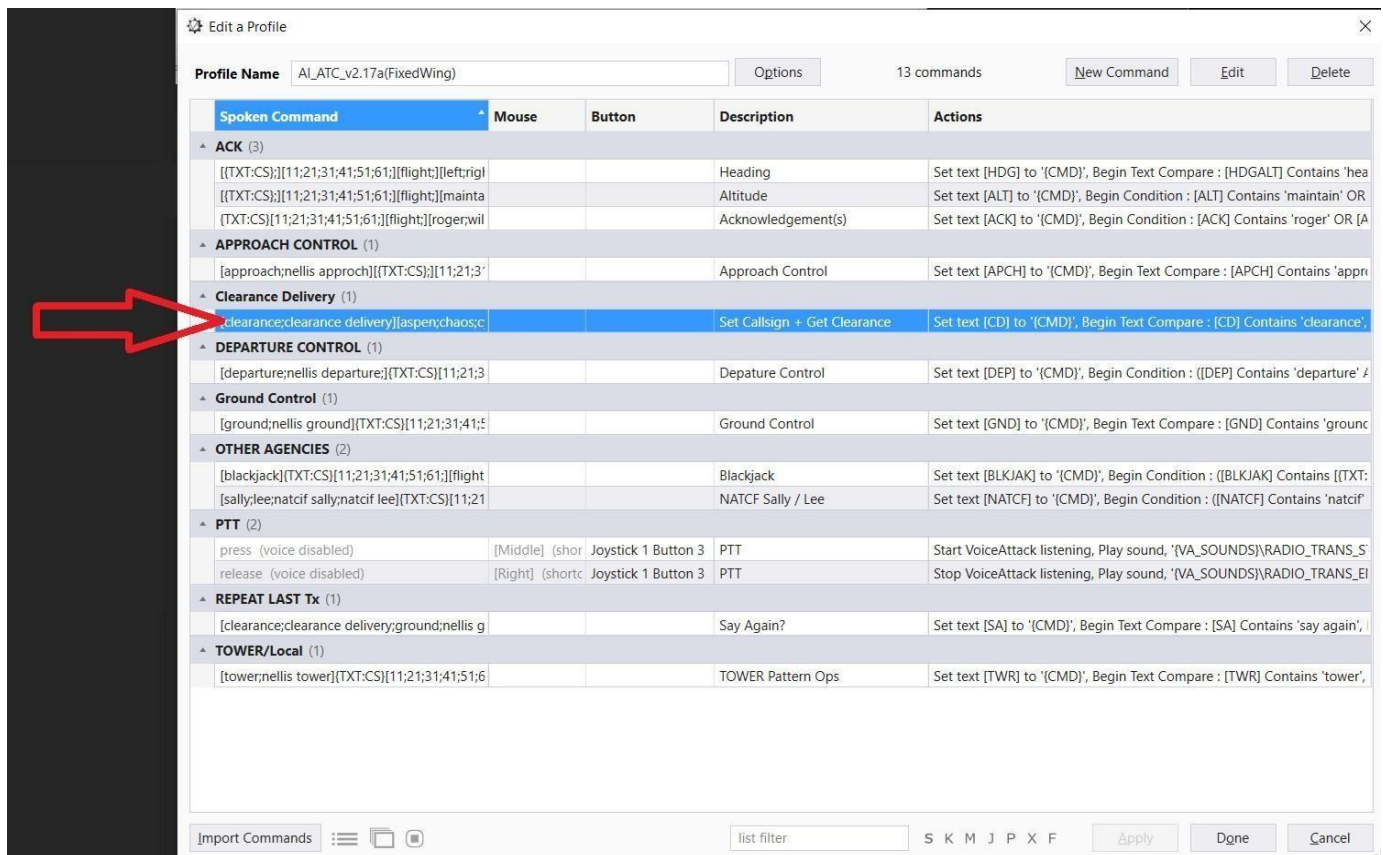 Edit a Profile
Profile Name AI_ATC_v2.17a(FixedWing) Options 13 commands New Command Edit Delete
Spoken Command Mouse Button Description Actions
ACK (3)
[{TXT:CS};][11;21;31;41;51;61;][flight;][left;righ Heading Set text [HDG] to '{CMD}', Begin Text Compare : [HDGALT] Contains 'hea
[{TXT:CS};][11;21;31;41;51;61;][flight;][mainta Altitude Set text [ALT] to '{CMD}', Begin Condition : [ALT] Contains 'maintain' OR
{TXT:CS}[11;21;31;41;51;61;][flight;][roger;wil Acknowledgement(s) Set text [ACK] to '{CMD}', Begin Condition : [ACK] Contains 'roger' OR [A
APPROACH CONTROL (1)
[approach;nellis approch][{TXT:CS};][11;21;31 Approach Control Set text [APCH] to '{CMD}', Begin Text Compare : [APCH] Contains 'appro
Clearance Delivery (1)
[clearance;clearance delivery][aspen;chaos;c Set Callsign + Get Clearance Set text [CD] to '{CMD}', Begin Text Compare : [CD] Contains 'clearance',
DEPARTURE CONTROL (1)
[departure;nellis departure;]{TXT:CS}[11;21;3 Depature Control Set text [DEP] to '{CMD}', Begin Condition : ([DEP] Contains 'departure' A
Ground Control (1)
[ground;nellis ground]{TXT:CS}[11;21;31;41;5 Ground Control Set text [GND] to '{CMD}', Begin Text Compare : [GND] Contains 'grounc
OTHER AGENCIES (2)
[blackjack]{TXT:CS}[11;21;31;41;51;61;][flight Blackjack Set text [BLKJAK] to '{CMD}', Begin Condition : ([BLKJAK] Contains [{TXT:
[sally;lee;natcif sally;natcif lee]{TXT:CS}[11;21 NATCF Sally / Lee Set text [NATCF] to '{CMD}', Begin Condition : ([NATCF] Contains 'natcif'
PTT (2)
press (voice disabled) [Middle] (shor Joystick 1 Button 3 PTT Start VoiceAttack listening, Play sound, '{VA_SOUNDS}\RADIO_TRANS_S
release (voice disabled) [Right] (shortc Joystick 1 Button 3 PTT Stop VoiceAttack listening, Play sound, '{VA_SOUNDS}\RADIO_TRANS_EI
REPEAT LAST Tx (1)
[clearance;clearance delivery;ground;nellis g Say Again? Set text [SA] to '{CMD}', Begin Text Compare : [SA] Contains 'say again',
TOWER/Local (1)
[tower;nellis tower]{TXT:CS}[11;21;31;41;51;6 TOWER Pattern Ops Set text [TWR] to '{CMD}', Begin Text Compare : [TWR] Contains 'tower',
Import Commands list filter S K M J P X F Apply Done Cancel